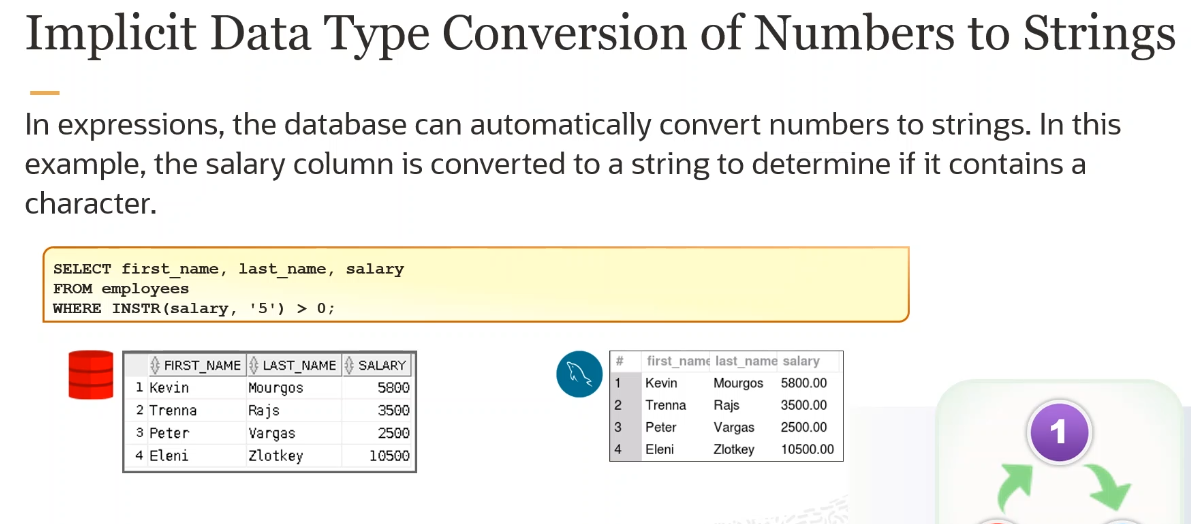 Implicit Data Type Conversion of Numbers to Strings
In expressions, the database can automatically convert numbers to strings. In this
example, the salary column is converted to a string to determine if it contains a
character.
SELECT first_name, last_name, salary
FROM employees
WHERE INSTR(salary, '5') > 0;
FIRST_NAME LAST_NAME SALARY
1 Kevin Mourgos 5800
2 Trenna Rajs 3500
3 Peter Vargas 2500
4 Eleni Zlotkey 10500
# first_name last_name salary
1 Kevin Mourgos 5800.00
2 Trenna Rajs 3500.00
3 Peter Vargas 2500.00
4 Eleni Zlotkey 10500.00
1